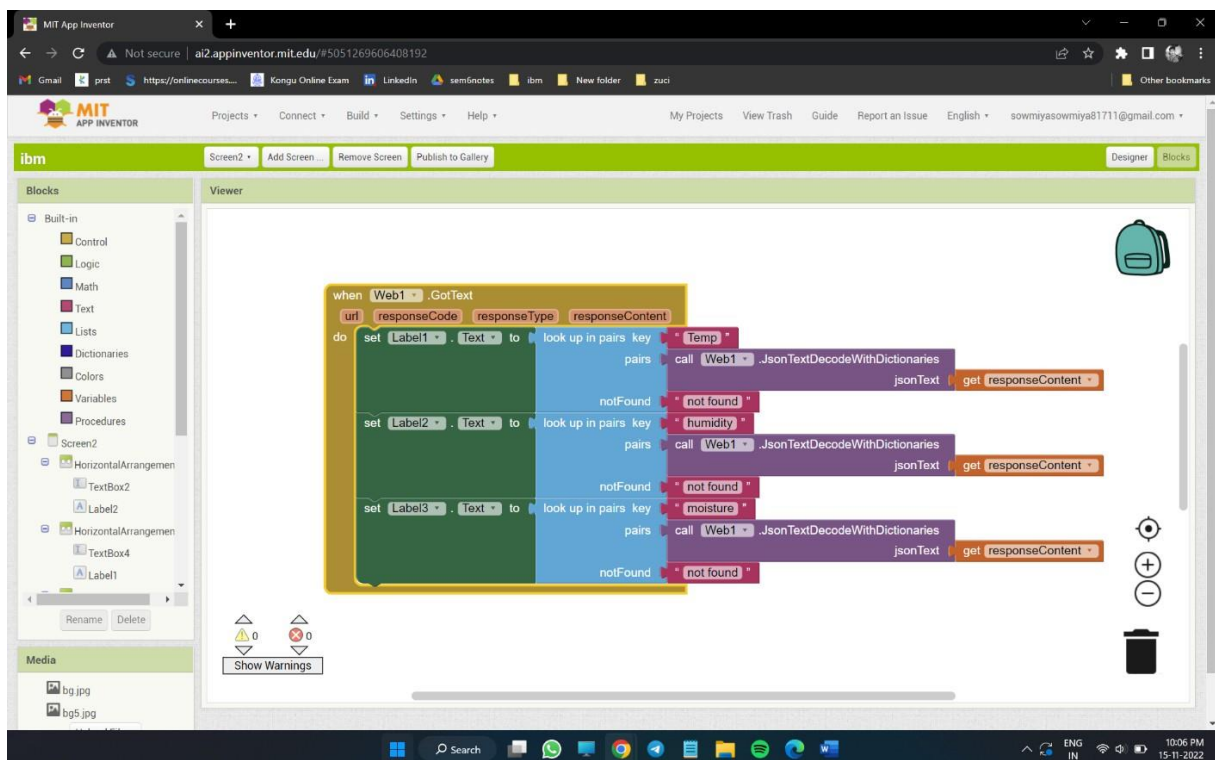 MIT App Inventor
Not secure | ai2.appinventor.mit.edu/#5051269606408192
Gmail prst https://onlinecourses.... Kongu Online Exam LinkedIn sem6notes ibm New folder zuci Other bookmarks
MIT APP INVENTOR
Projects Connect Build Settings Help My Projects View Trash Guide Report an Issue English sowmiyasowmiya81711@gmail.com
ibm Screen2 Add Screen ... Remove Screen Publish to Gallery Designer Blocks
Blocks
Viewer
Built-in
Control
Logic
Math
Text
Lists
Dictionaries
Colors
Variables
Procedures
Screen2
HorizontalArrangemen
TextBox2
Label2
HorizontalArrangemen
TextBox4
Label1
Rename Delete
Media
bg.jpg
bg5.jpg
when Web1 .GotText
url responseCode responseType responseContent
do set Label1 . Text to look up in pairs key " Temp "
pairs call Web1 .JsonTextDecodeWithDictionaries
jsonText get responseContent
notFound " not found "
set Label2 . Text to look up in pairs key " humidity "
pairs call Web1 .JsonTextDecodeWithDictionaries
jsonText get responseContent
notFound " not found "
set Label3 . Text to look up in pairs key " moisture "
pairs call Web1 .JsonTextDecodeWithDictionaries
jsonText get responseContent
notFound " not found "
0 0
Show Warnings
Search
ENG
IN
10:06 PM
15-11-2022